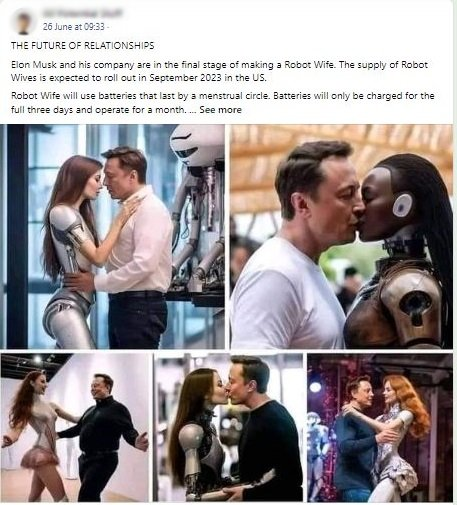 26 June at 09:33 ·
THE FUTURE OF RELATIONSHIPS
Elon Musk and his company are in the final stage of making a Robot Wife. The supply of Robot
Wives is expected to roll out in September 2023 in the US.
Robot Wife will use batteries that last by a menstrual circle. Batteries will only be charged for the
full three days and operate for a month. ... See more